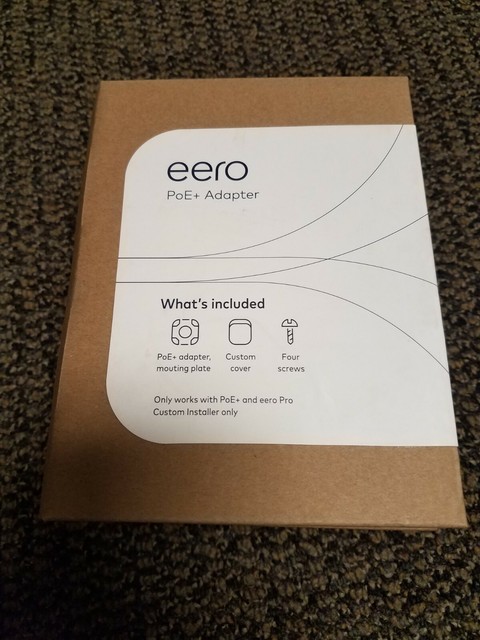 eero
PoE+ Adapter
What's included
PoE+ adapter, Custom Four
mouting plate cover screws
Only works with PoE+ and eero Pro
Custom Installer only